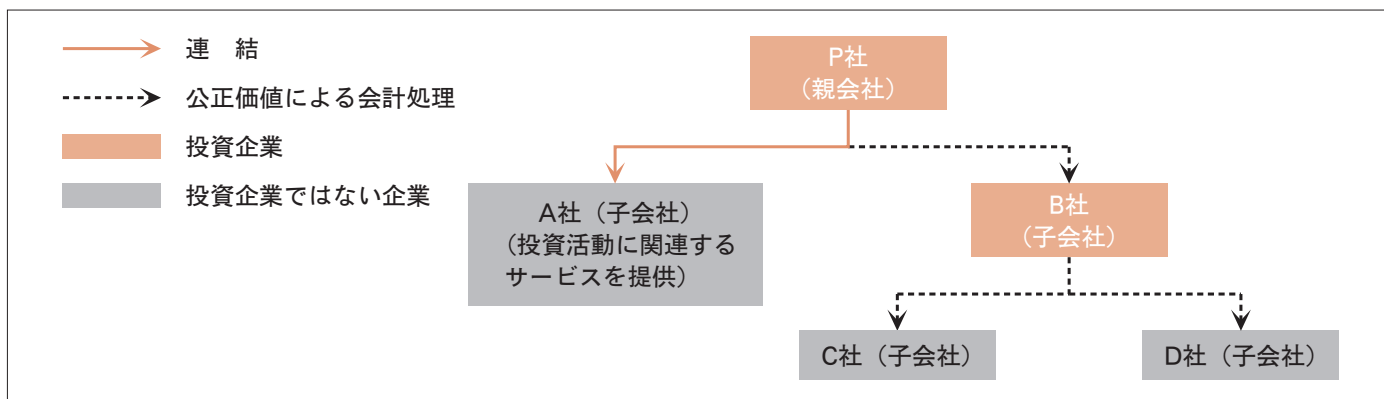 連 結
公正価値による会計処理
投資企業
投資企業ではない企業
P社
(親会社)
A社(子会社)
(投資活動に関連する
サービスを提供)
B社
(子会社)
C社(子会社)
D社(子会社)